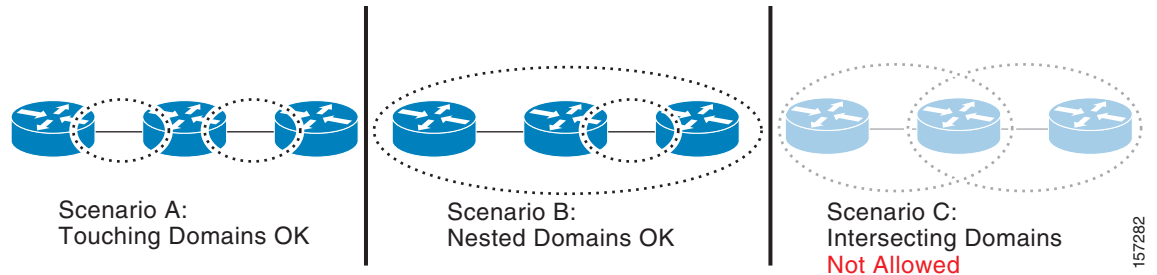 Scenario A:
Touching Domains OK
Scenario B:
Nested Domains OK
Scenario C:
Intersecting Domains
Not Allowed
157282